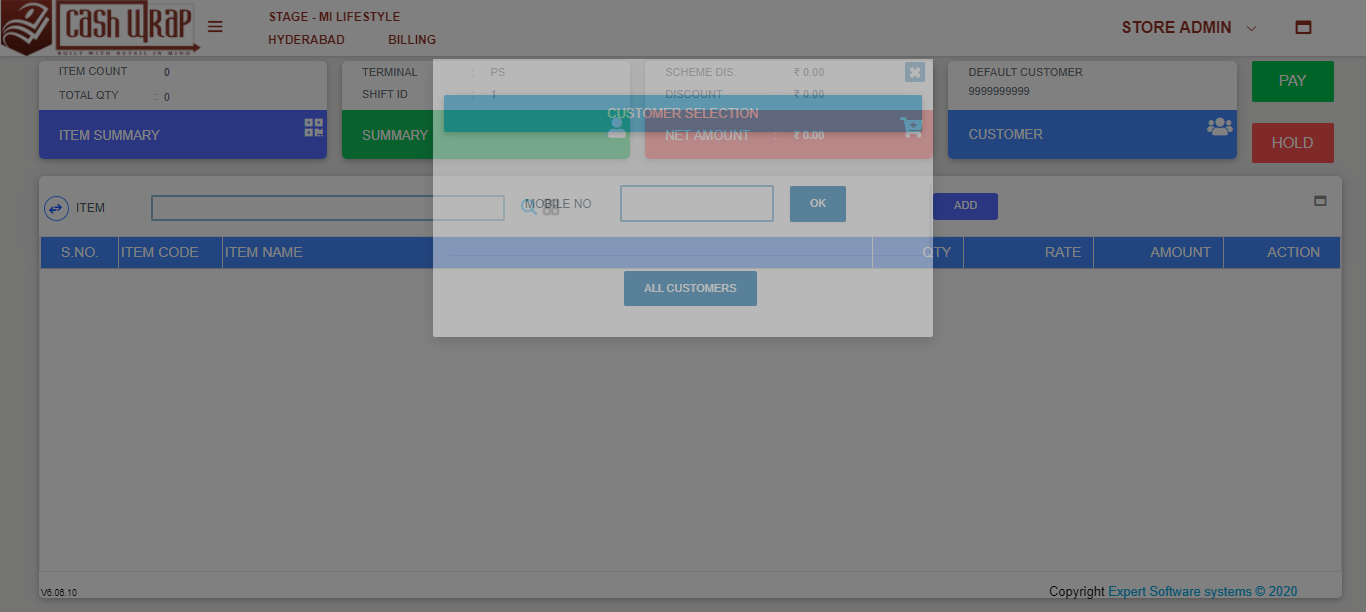 CASH WRAP
BUILT WITH RETAIL IN MIND
STAGE - MI LIFESTYLE
HYDERABAD BILLING
STORE ADMIN
ITEM COUNT 0
TOTAL QTY : 0
ITEM SUMMARY
TERMINAL : PS
SHIFT ID : 1
SUMMARY
SCHEME DIS. : ₹ 0.00
DISCOUNT : ₹ 0.00
NET AMOUNT : ₹ 0.00
DEFAULT CUSTOMER
9999999999
CUSTOMER
PAY
HOLD
CUSTOMER SELECTION
MOBILE NO OK
ALL CUSTOMERS
ITEM ADD
S.NO. ITEM CODE ITEM NAME QTY RATE AMOUNT ACTION
V6.06.10
Copyright Expert Software systems © 2020